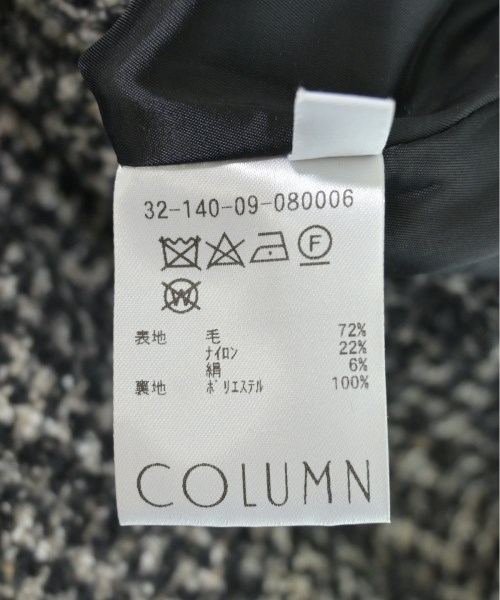 32-140-09-080006
F
W
表地 毛 72%
ナイロン 22%
絹 6%
裏地 ポリエステル 100%
COLUMN